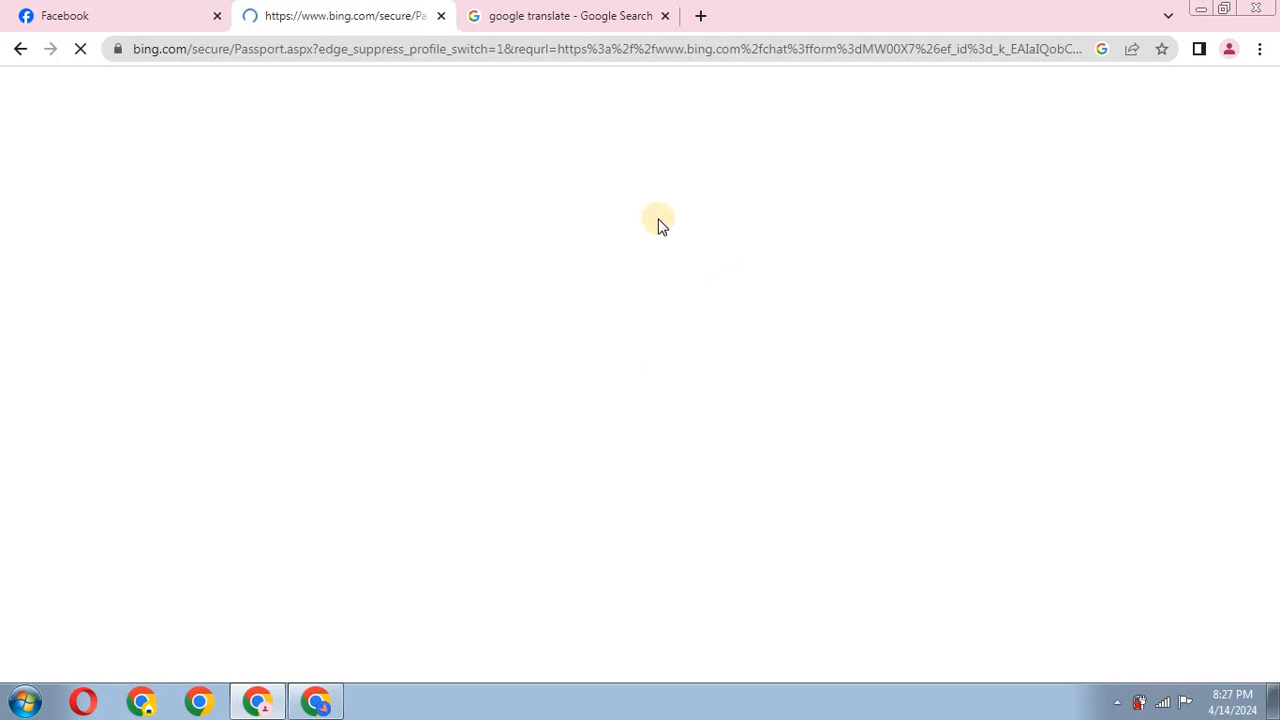 Facebook
https://www.bing.com/secure/Pa
google translate - Google Search
bing.com/secure/Passport.aspx?edge_suppress_profile_switch=1&requrl=https%3a%2f%2fwww.bing.com%2fchat%3fform%3dMW00X7%26ef_id%3d_k_EAIaIQobC...
8:27 PM
4/14/2024